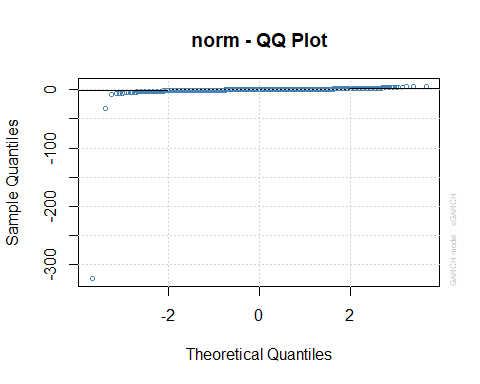 norm - QQ Plot
Sample Quantiles
0
-100
-200
-300
-2
0
2
Theoretical Quantiles
GARCH model : sGARCH